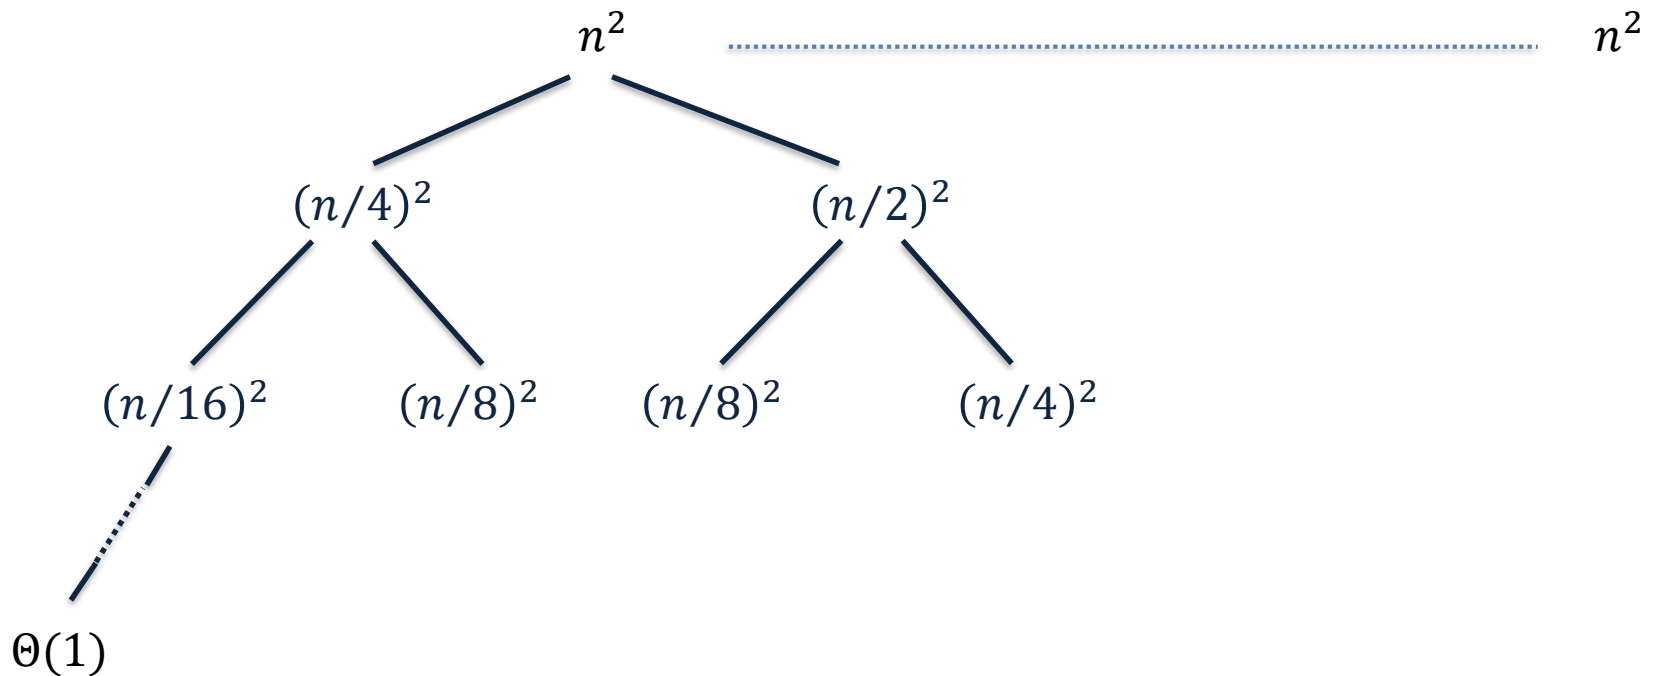 n² n²
(n/4)² (n/2)²
(n/16)² (n/8)² (n/8)² (n/4)²
Θ(1)